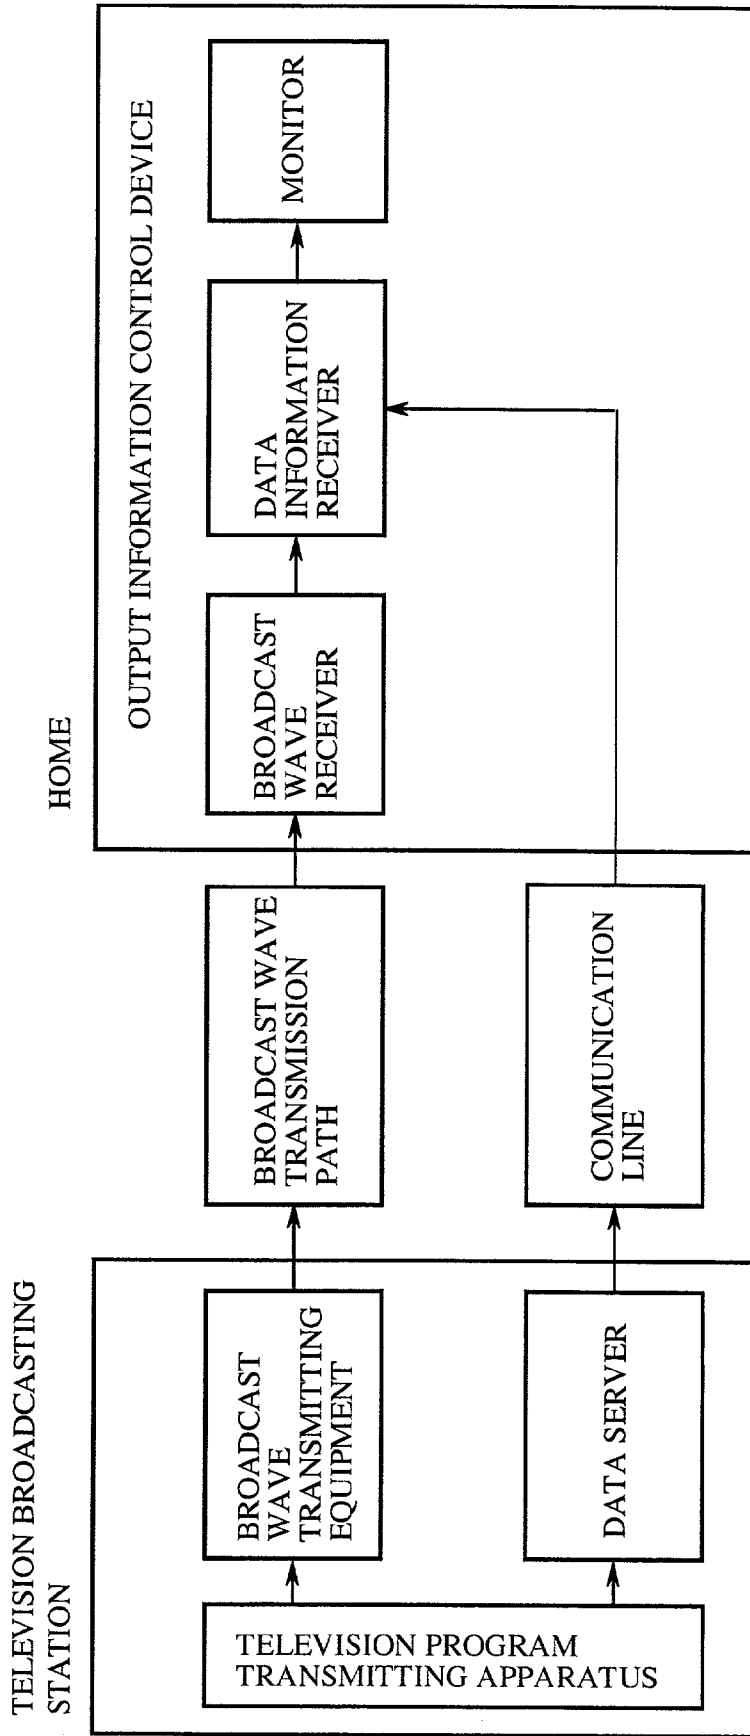 TELEVISION BROADCASTING
STATION
TELEVISION PROGRAM
TRANSMITTING APPARATUS
BROADCAST
WAVE
TRANSMITTING
EQUIPMENT
DATA SERVER
BROADCAST WAVE
TRANSMISSION
PATH
COMMUNICATION
LINE
HOME
OUTPUT INFORMATION CONTROL DEVICE
BROADCAST
WAVE
RECEIVER
DATA
INFORMATION
RECEIVER
MONITOR